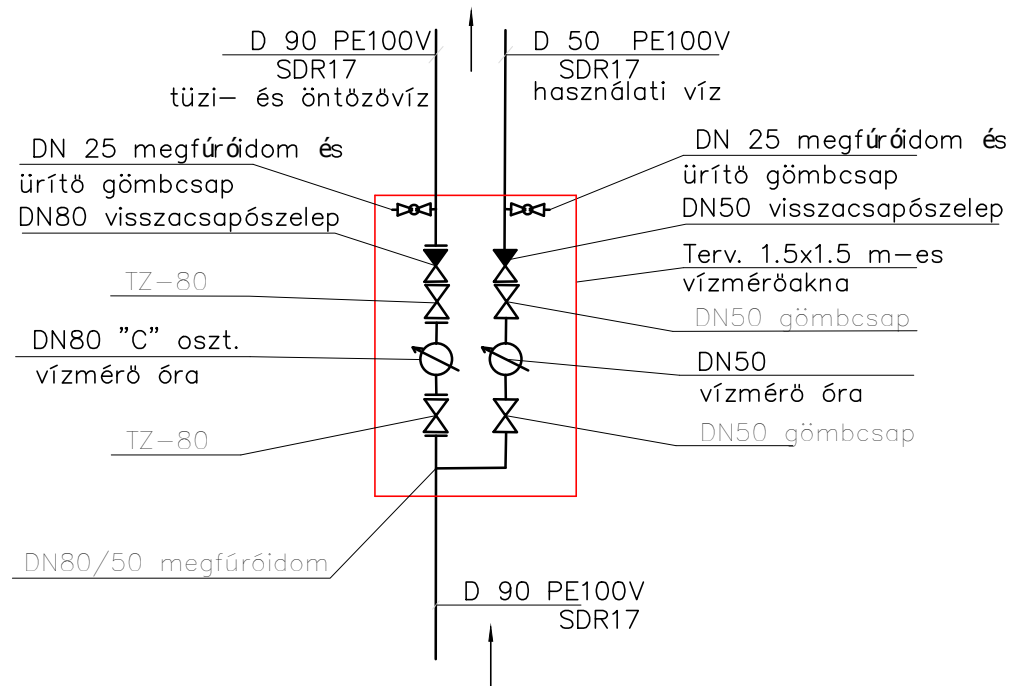 D 90 PE100V
SDR17
tüzi- és öntözővíz
D 50 PE100V
SDR17
használati víz
DN 25 megfúróidom és
ürítő gömbcsap
DN80 visszacsapószelep
TZ-80
DN80 "C" oszt.
vízmérő óra
TZ-80
DN80/50 megfúróidom
DN 25 megfúróidom és
ürítő gömbcsap
DN50 visszacsapószelep
Terv. 1.5x1.5 m-es
vízmérőakna
DN50 gömbcsap
DN50
vízmérő óra
DN50 gömbcsap
D 90 PE100V
SDR17